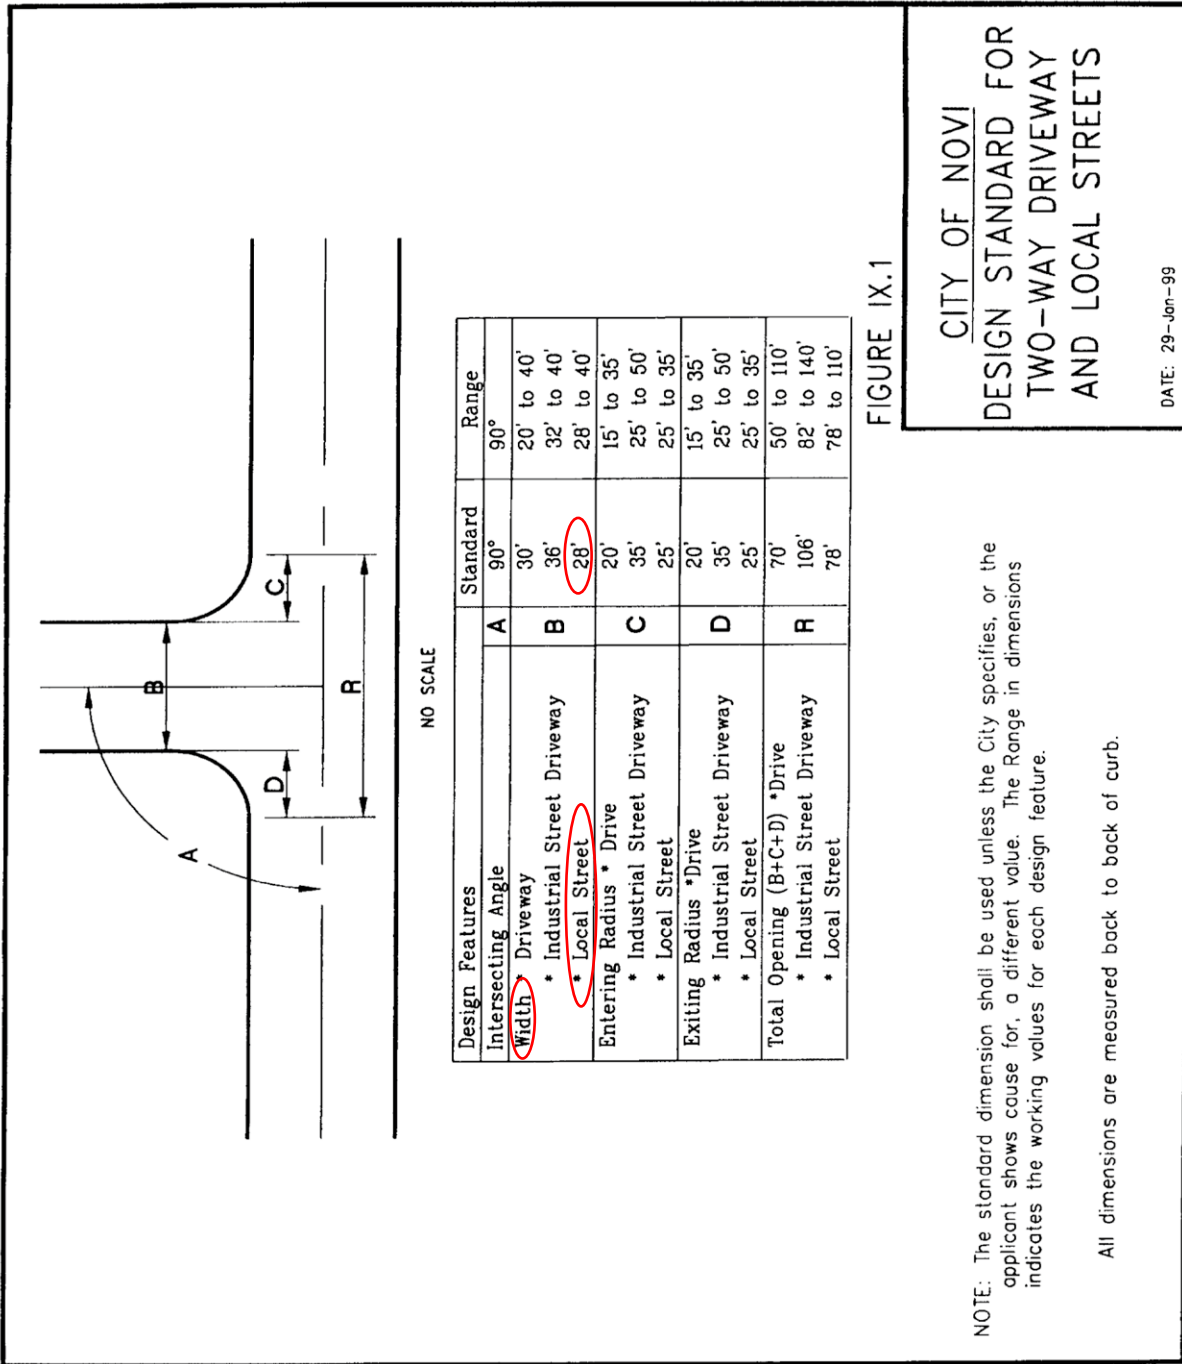 A
B
D
C
R
NO SCALE
Design Features Standard Range
Intersecting Angle A 90° 90°
Width * Driveway 30' 20' to 40'
* Industrial Street Driveway B 36' 32' to 40'
* Local Street 28' 28' to 40'
Entering Radius * Drive 20' 15' to 35'
* Industrial Street Driveway C 35' 25' to 50'
* Local Street 25' 25' to 35'
Exiting Radius *Drive 20' 15' to 35'
* Industrial Street Driveway D 35' 25' to 50'
* Local Street 25' 25' to 35'
Total Opening (B+C+D) *Drive 70' 50' to 110'
* Industrial Street Driveway R 106' 82' to 140'
* Local Street 78' 78' to 110'
FIGURE IX.1
NOTE: The standard dimension shall be used unless the City specifies, or the
applicant shows cause for, a different value. The Range in dimensions
indicates the working values for each design feature.
All dimensions are measured back to back of curb.
CITY OF NOVI
DESIGN STANDARD FOR
TWO-WAY DRIVEWAY
AND LOCAL STREETS
DATE: 29-Jan-99